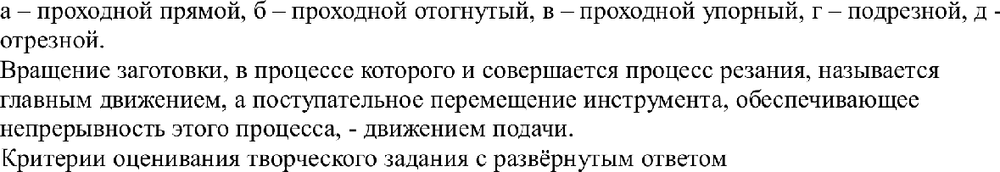 а – проходной прямой, б – проходной отогнутый, в – проходной упорный, г – подрезной, д -
отрезной.
Вращение заготовки, в процессе которого и совершается процесс резания, называется
главным движением, а поступательное перемещение инструмента, обеспечивающее
непрерывность этого процесса, - движением подачи.
Критерии оценивания творческого задания с развёрнутым ответом